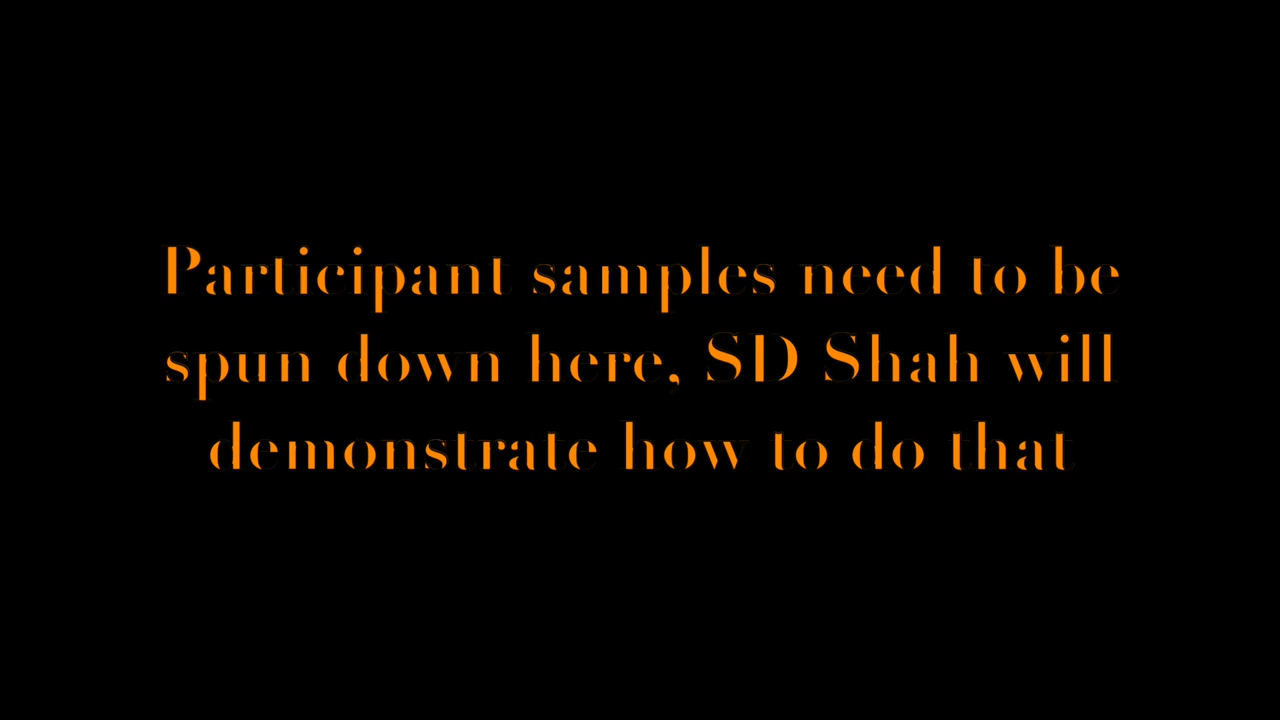 Participant samples need to be
spun down here, SD Shah will
demonstrate how to do that